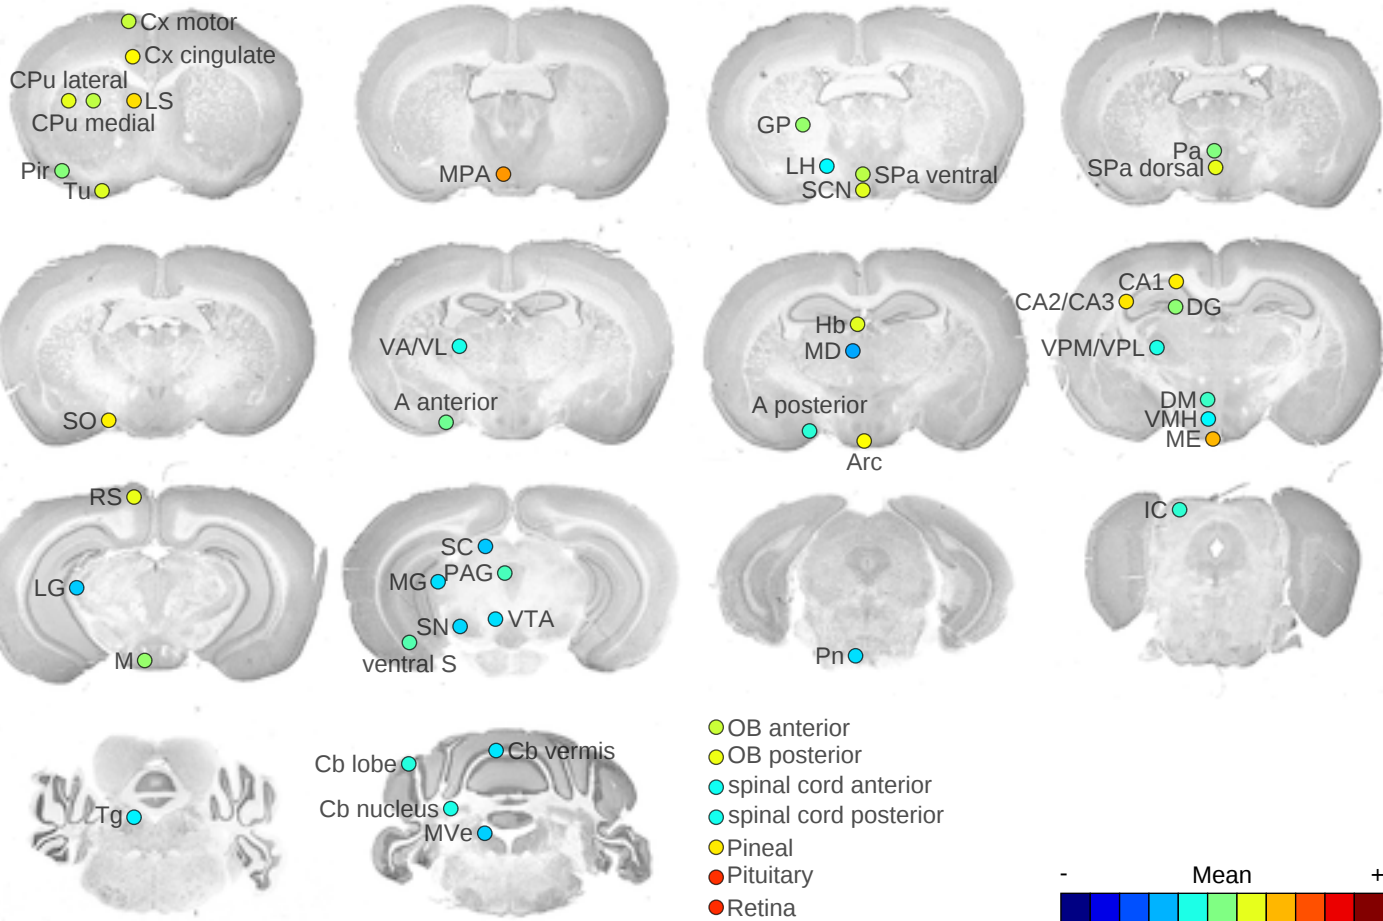 Cx motor
Cx cingulate
CPu lateral
LS
CPu medial
Pir
Tu
MPA
GP
LH
SPa ventral
SCN
Pa
SPa dorsal
SO
VA/VL
A anterior
Hb
MD
A posterior
Arc
CA1
CA2/CA3
DG
VPM/VPL
DM
VMH
ME
RS
LG
M
SC
PAG
MG
VTA
SN
ventral S
Pn
IC
Tg
Cb vermis
Cb lobe
Cb nucleus
MVe
OB anterior
OB posterior
spinal cord anterior
spinal cord posterior
Pineal
Pituitary
Retina
- Mean +